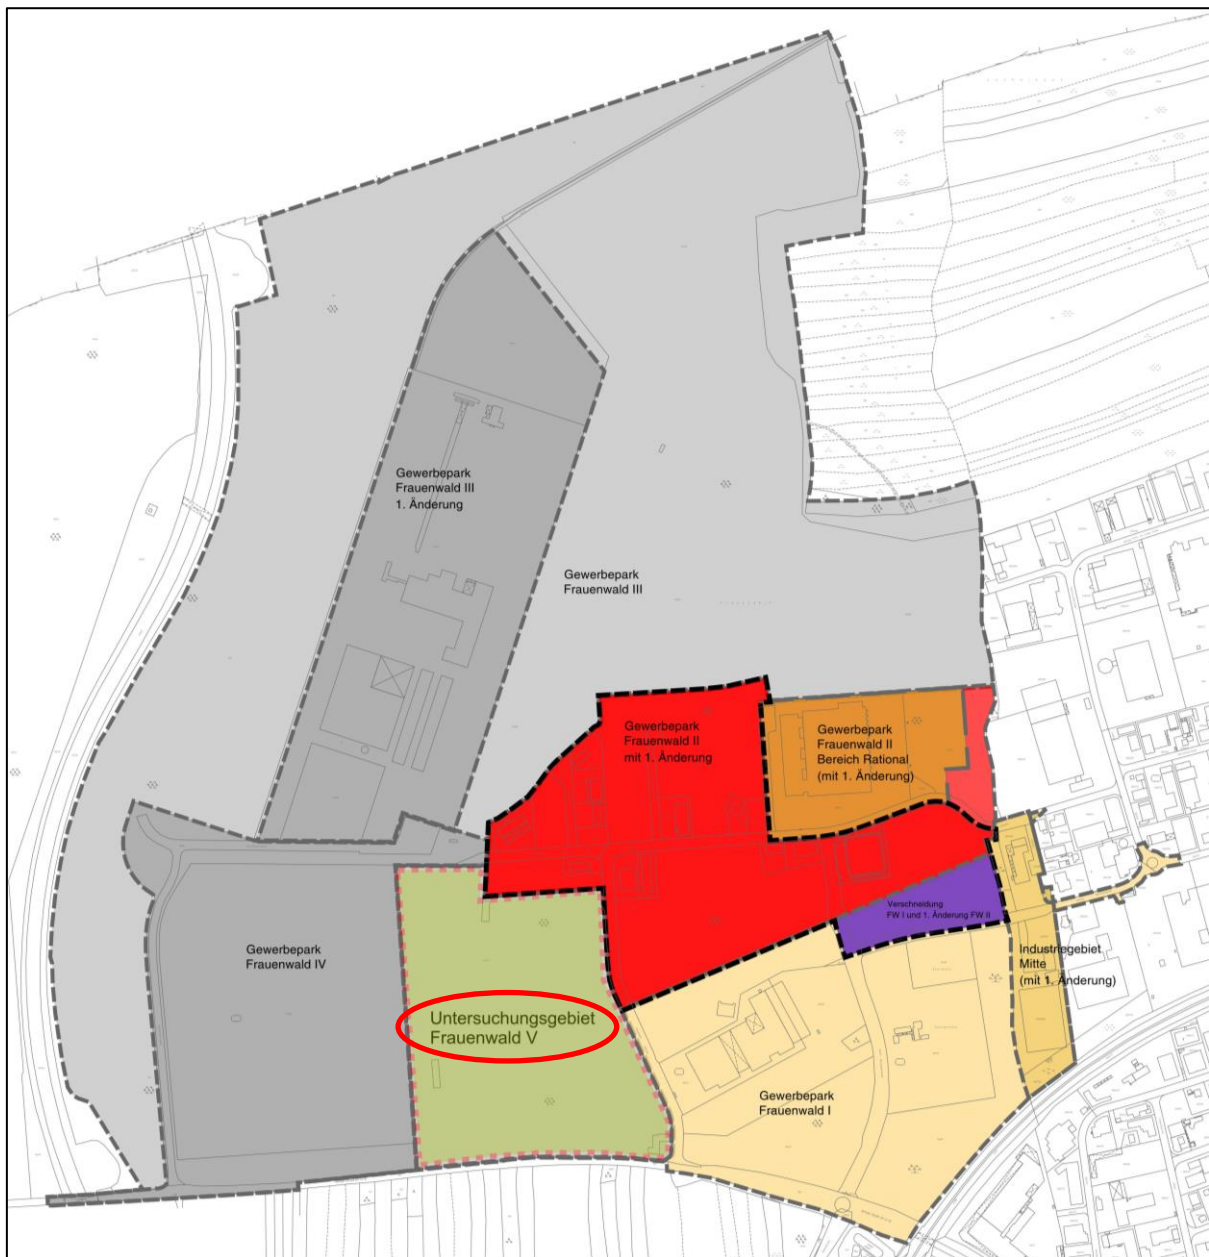 Gewerbepark
Frauenwald III
1. Änderung
Gewerbepark
Frauenwald III
Gewerbepark
Frauenwald II
mit 1. Änderung
Gewerbepark
Frauenwald II
Bereich Rational
(mit 1. Änderung)
Verschneidung
FW I und 1. Änderung FW II
Gewerbepark
Frauenwald IV
Industriegebiet
Mitte
(mit 1. Änderung)
Untersuchungsgebiet
Frauenwald V
Gewerbepark
Frauenwald I